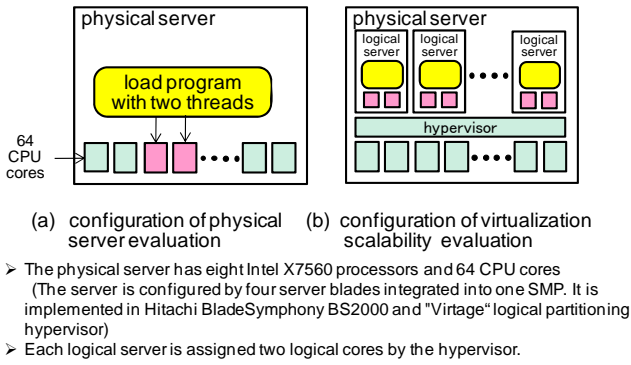 physical server
load program
with two threads
64
CPU
cores
physical server
logical
server
logical
server
logical
server
hypervisor
(a) configuration of physical
server evaluation
(b) configuration of virtualization
scalability evaluation
➢ The physical server has eight Intel X7560 processors and 64 CPU cores
(The server is configured by four server blades integrated into one SMP. It is
implemented in Hitachi BladeSymphony BS2000 and "Virtage“ logical partitioning
hypervisor)
➢ Each logical server is assigned two logical cores by the hypervisor.